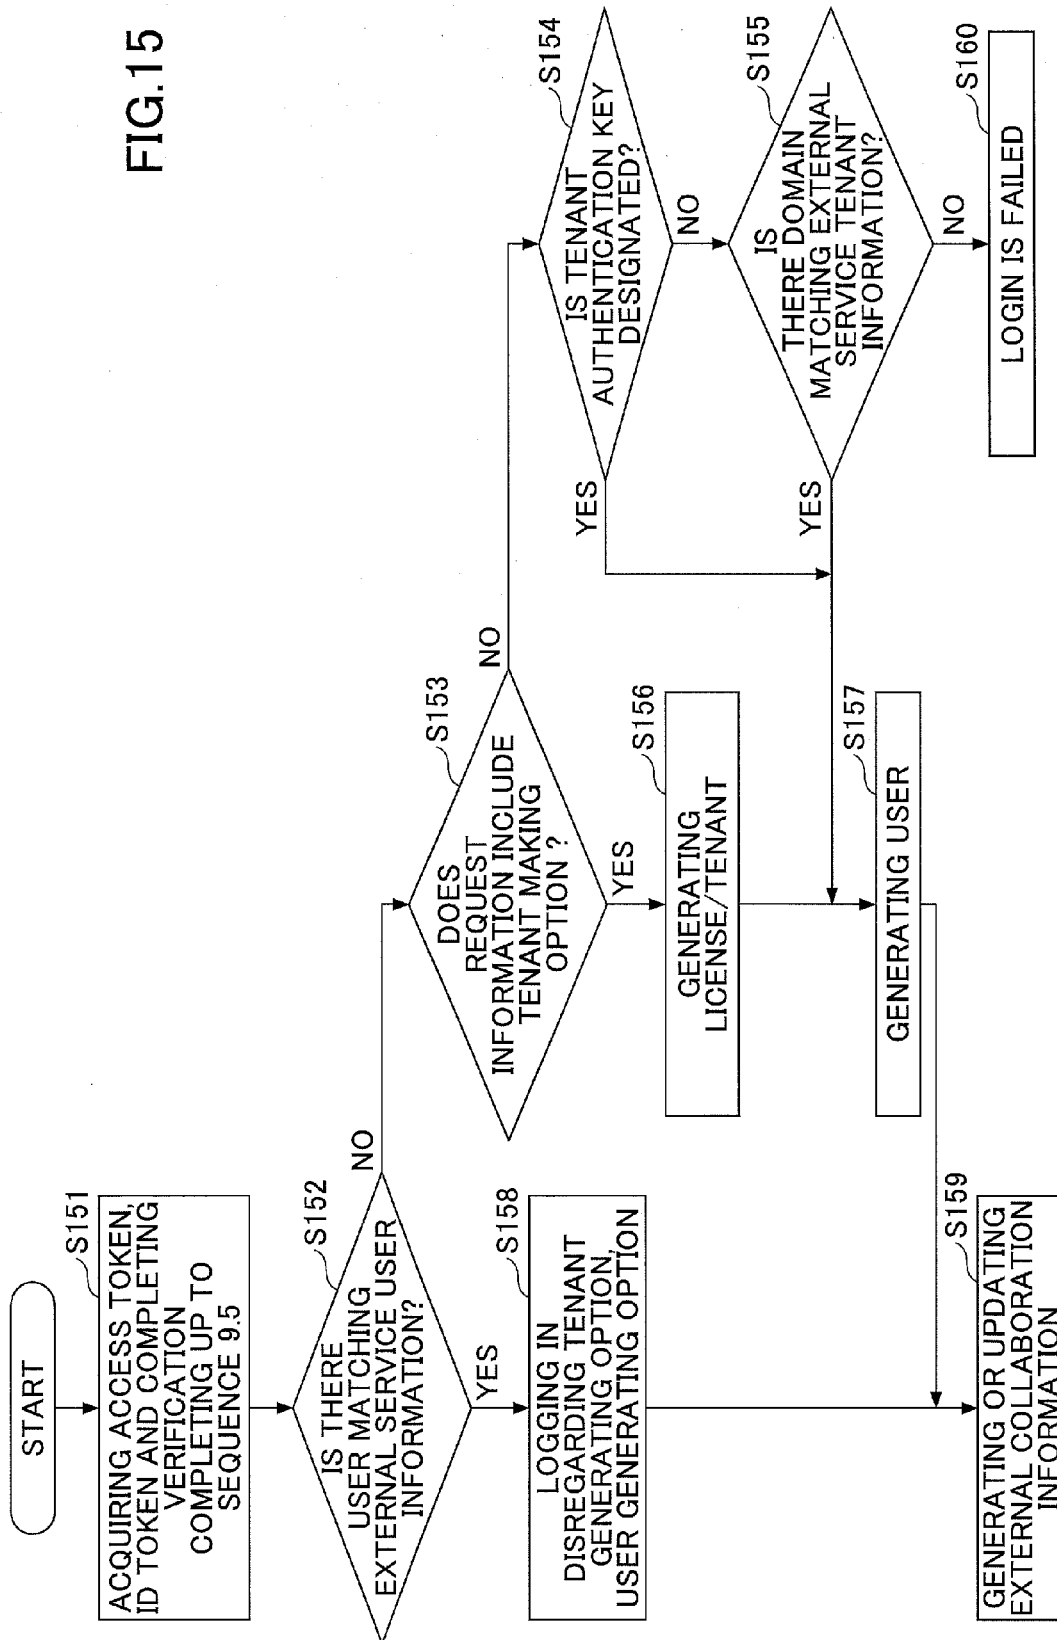 FIG.15
START
S151
ACQUIRING ACCESS TOKEN,
ID TOKEN AND COMPLETING
VERIFICATION
COMPLETING UP TO
SEQUENCE 9.5
S152
IS THERE
USER MATCHING
EXTERNAL SERVICE USER
INFORMATION?
NO
YES
S158
LOGGING IN
DISREGARDING TENANT
GENERATING OPTION,
USER GENERATING OPTION
S159
GENERATING OR UPDATING
EXTERNAL COLLABORATION
INFORMATION
S153
DOES
REQUEST
INFORMATION INCLUDE
TENANT MAKING
OPTION ?
NO
YES
S156
GENERATING
LICENSE/TENANT
S157
GENERATING USER
S154
IS TENANT
AUTHENTICATION KEY
DESIGNATED?
YES
NO
S155
IS
THERE DOMAIN
MATCHING EXTERNAL
SERVICE TENANT
INFORMATION?
YES
NO
S160
LOGIN IS FAILED